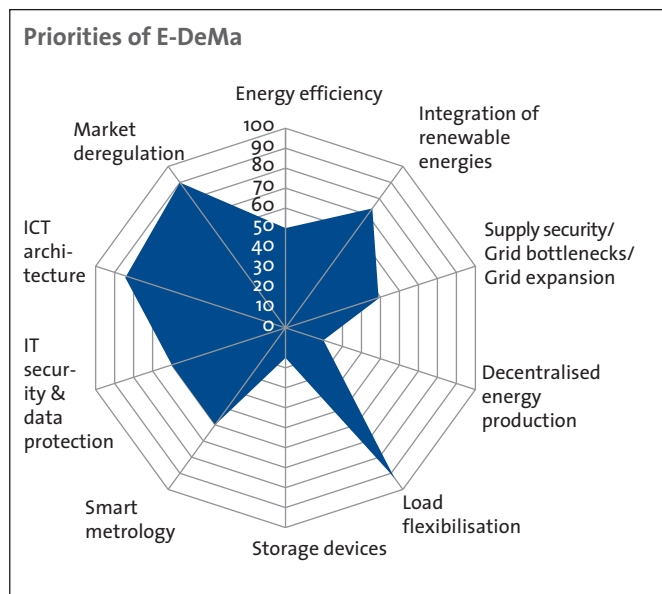 Priorities of E-DeMa
Energy efficiency
Integration of
renewable
energies
Supply security/
Grid bottlenecks/
Grid expansion
Decentralised
energy
production
Load
flexibilisation
Storage devices
Smart
metrology
IT
secur-
ity &
data
protection
ICT
archi-
tecture
Market
deregulation
100
90
80
70
60
50
40
30
20
10
0